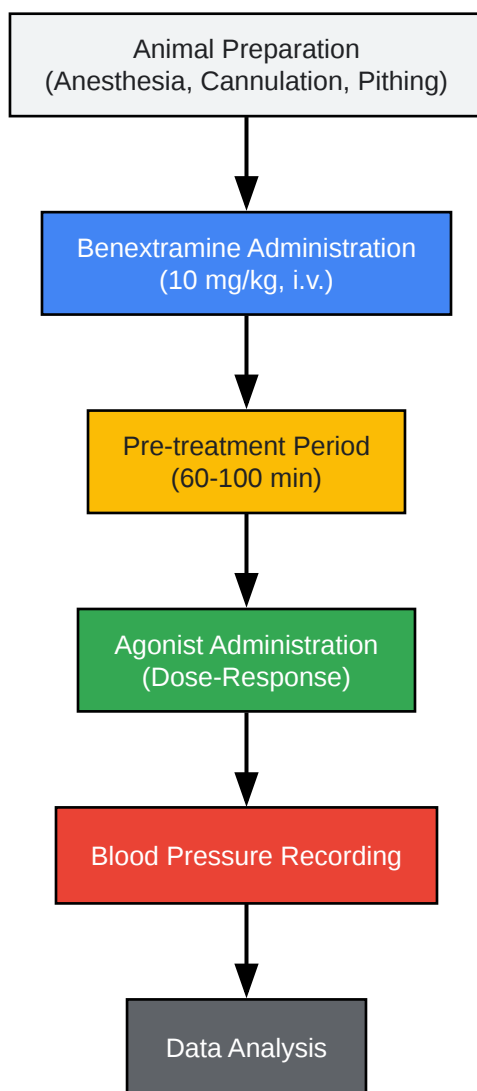 Animal Preparation
(Anesthesia, Cannulation, Pithing)
Benextramine Administration
(10 mg/kg, i.v.)
Pre-treatment Period
(60-100 min)
Agonist Administration
(Dose-Response)
Blood Pressure Recording
Data Analysis